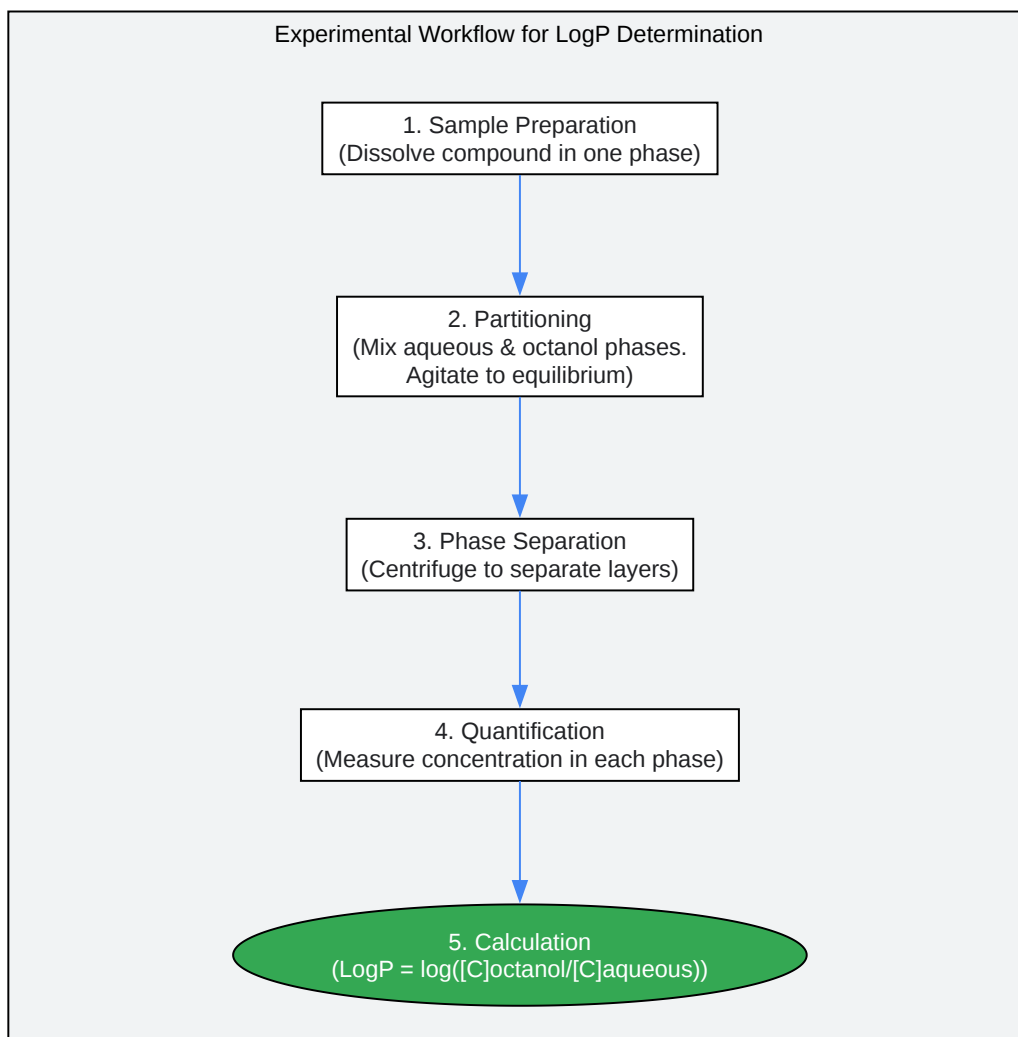 Experimental Workflow for LogP Determination
1. Sample Preparation
(Dissolve compound in one phase)
2. Partitioning
(Mix aqueous & octanol phases.
Agitate to equilibrium)
3. Phase Separation
(Centrifuge to separate layers)
4. Quantification
(Measure concentration in each phase)
5. Calculation
(LogP = log([C]octanol/[C]aqueous))